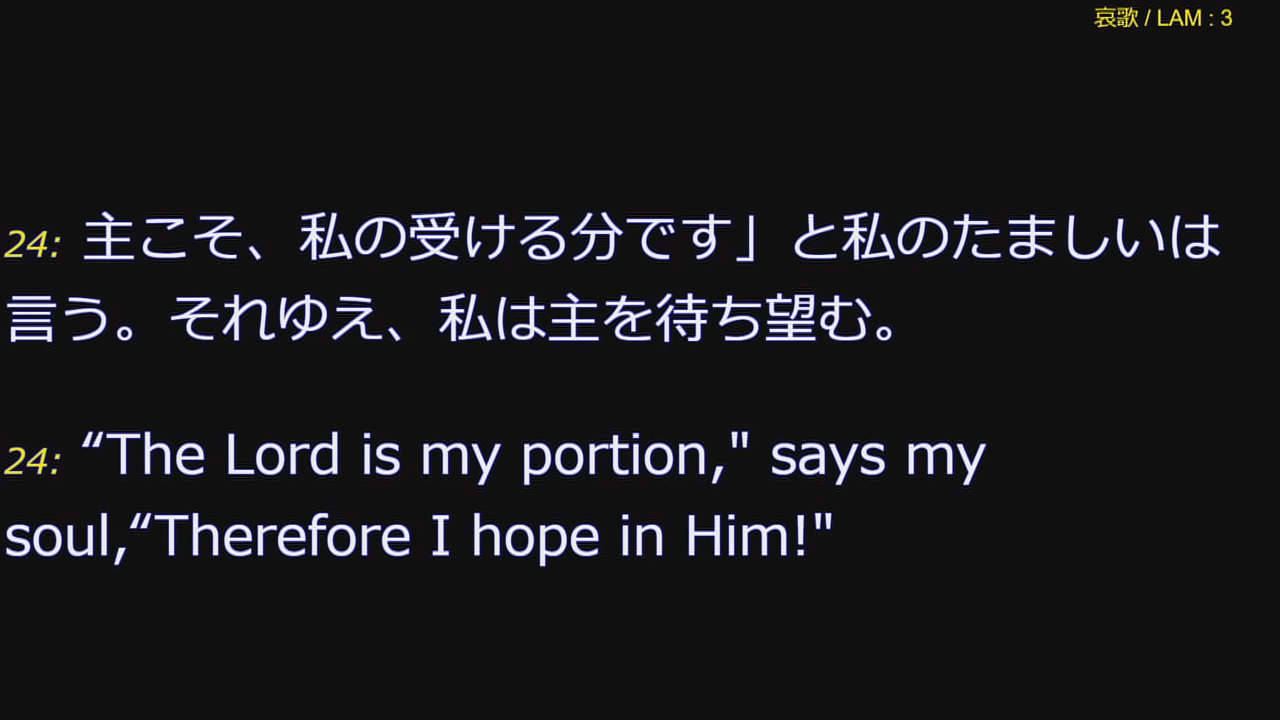 哀歌 / LAM : 3
24: 主こそ、私の受ける分です」と私のたましいは
言う。それゆえ、私は主を待ち望む。
24: “The Lord is my portion," says my
soul,“Therefore I hope in Him!"